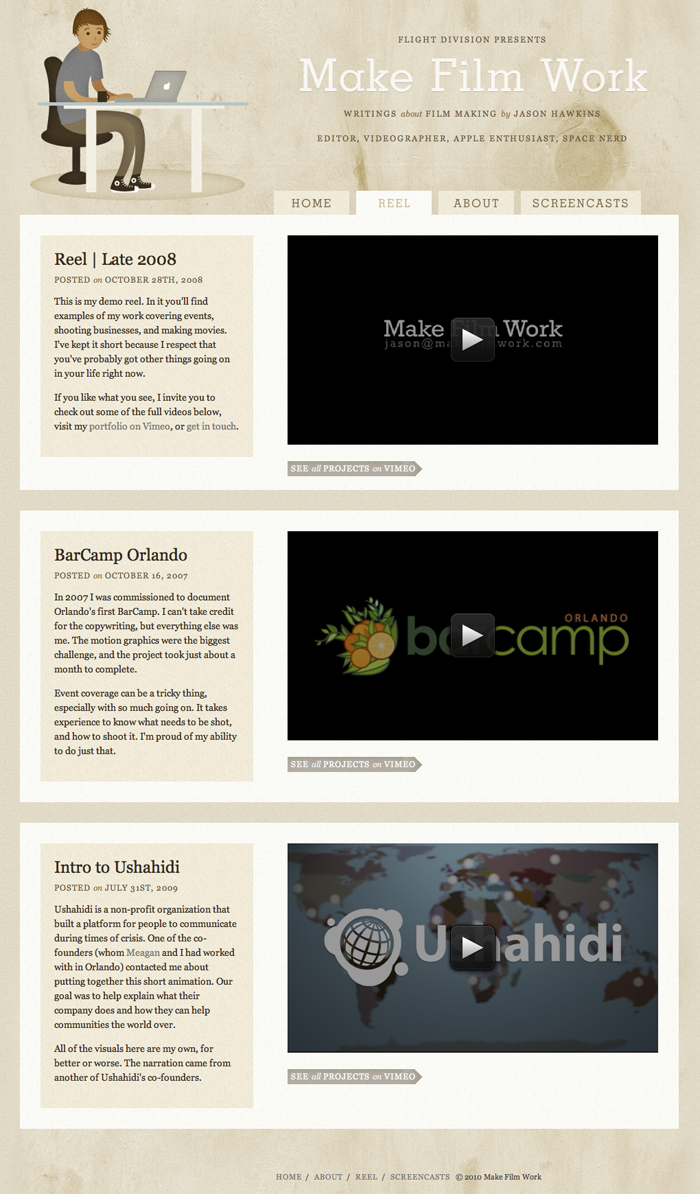 FLIGHT DIVISION PRESENTS
Make Film Work
WRITINGS about FILM MAKING by JASON HAWKINS
EDITOR, VIDEOGRAPHER, APPLE ENTHUSIAST, SPACE NERD
HOME REEL ABOUT SCREENCASTS
Reel | Late 2008
POSTED on OCTOBER 28TH, 2008
This is my demo reel. In it you'll find
examples of my work covering events,
shooting businesses, and making movies.
I've kept it short because I respect that
you've probably got other things going on
in your life right now.
If you like what you see, I invite you to
check out some of the full videos below,
visit my portfolio on Vimeo, or get in touch.
Make Film Work
SEE all PROJECTS on VIMEO
BarCamp Orlando
POSTED on OCTOBER 16, 2007
In 2007 I was commissioned to document
Orlando's first BarCamp. I can't take credit
for the copywriting, but everything else was
me. The motion graphics were the biggest
challenge, and the project took just about a
month to complete.
Event coverage can be a tricky thing,
especially with so much going on. It takes
experience to know what needs to be shot,
and how to shoot it. I'm proud of my ability
to do just that.
ORLANDO
barcamp
SEE all PROJECTS on VIMEO
Intro to Ushahidi
POSTED on JULY 31ST, 2009
Ushahidi is a non-profit organization that
built a platform for people to communicate
during times of crisis. One of the co-
founders (whom Meagan and I had worked
with in Orlando) contacted me about
putting together this short animation. Our
goal was to help explain what their
company does and how they can help
communities the world over.
All of the visuals here are my own, for
better or worse. The narration came from
another of Ushahidi's co-founders.
Ushahidi
SEE all PROJECTS on VIMEO
HOME / ABOUT / REEL / SCREENCASTS © 2010 Make Film Work